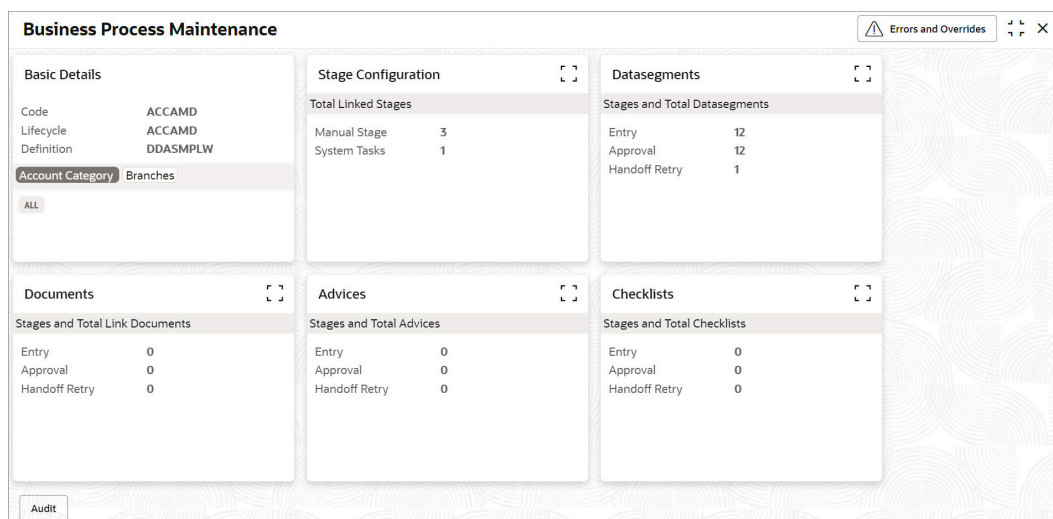 Business Process Maintenance
Errors and Overrides
Basic Details
Code ACCAMD
Lifecycle ACCAMD
Definition DDASMPLW
Account Category Branches
ALL
Stage Configuration
Total Linked Stages
Manual Stage 3
System Tasks 1
Datasegments
Stages and Total Datasegments
Entry 12
Approval 12
Handoff Retry 1
Documents
Stages and Total Link Documents
Entry 0
Approval 0
Handoff Retry 0
Advices
Stages and Total Advices
Entry 0
Approval 0
Handoff Retry 0
Checklists
Stages and Total Checklists
Entry 0
Approval 0
Handoff Retry 0
Audit